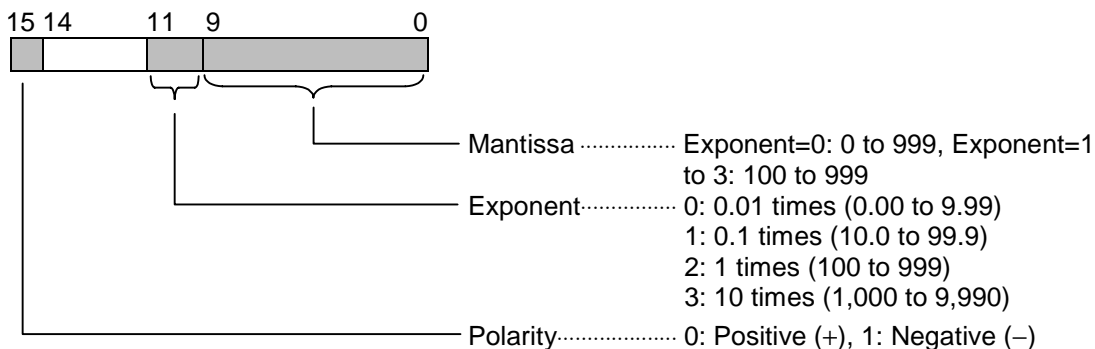 15 14 11 9 0
Mantissa ················ Exponent=0: 0 to 999, Exponent=1
to 3: 100 to 999
Exponent ················ 0: 0.01 times (0.00 to 9.99)
1: 0.1 times (10.0 to 99.9)
2: 1 times (100 to 999)
3: 10 times (1,000 to 9,990)
Polarity ···················· 0: Positive (+), 1: Negative (−)